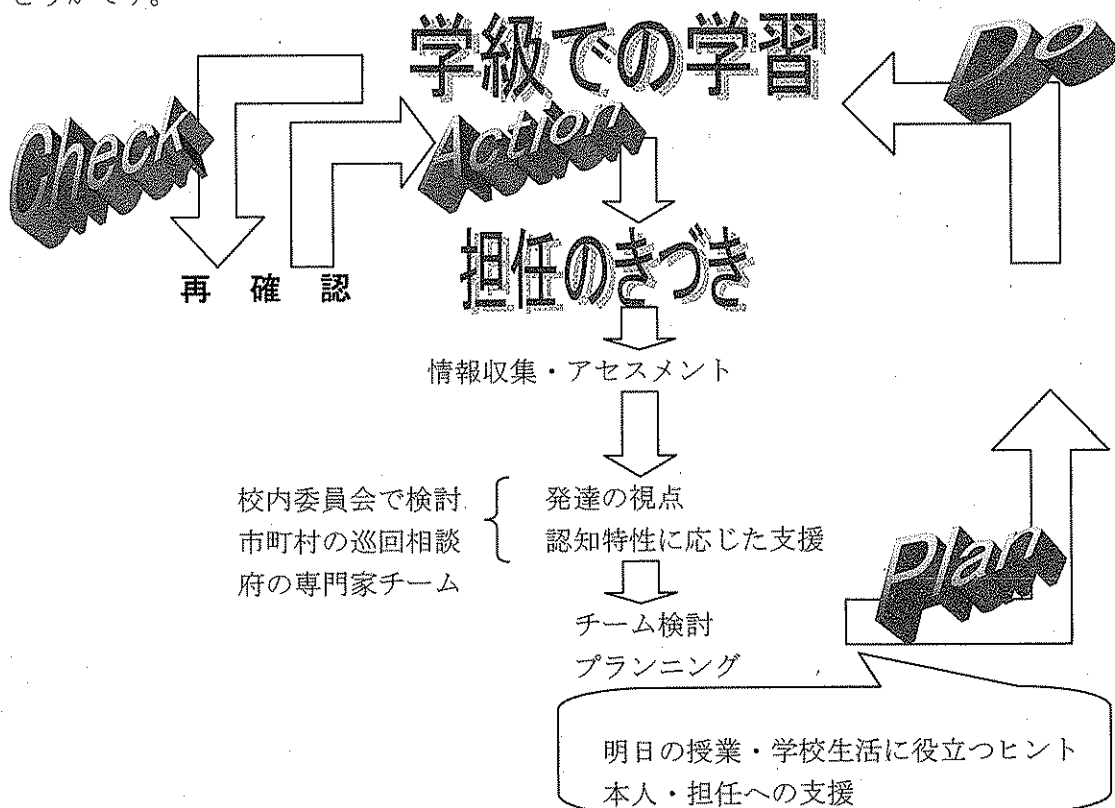 どうかです。
学級での学習
Do
Check
Action
担任のきづき
再確認
情報収集・アセスメント
校内委員会で検討
市町村の巡回相談
府の専門家チーム
発達の視点
認知特性に応じた支援
チーム検討
プランニング
Plan
明日の授業・学校生活に役立つヒント
本人・担任への支援